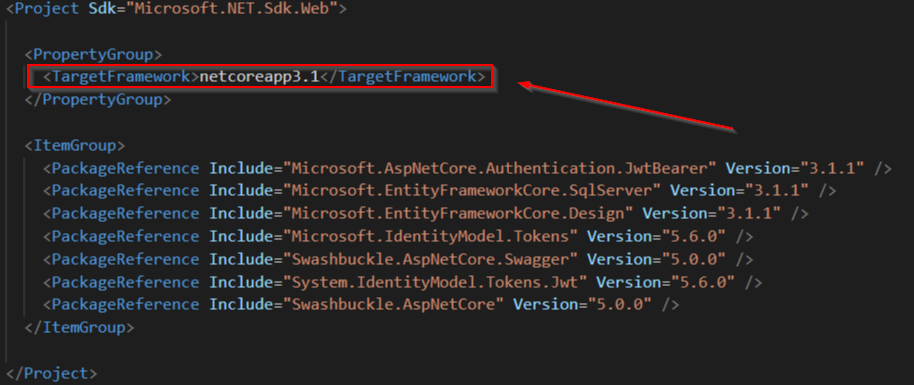 <Project Sdk="Microsoft.NET.Sdk.Web">
<PropertyGroup>
<TargetFramework>netcoreapp3.1</TargetFramework>
</PropertyGroup>
<ItemGroup>
<PackageReference Include="Microsoft.AspNetCore.Authentication.JwtBearer" Version="3.1.1" />
<PackageReference Include="Microsoft.EntityFrameworkCore.SqlServer" Version="3.1.1" />
<PackageReference Include="Microsoft.EntityFrameworkCore.Design" Version="3.1.1" />
<PackageReference Include="Microsoft.IdentityModel.Tokens" Version="5.6.0" />
<PackageReference Include="Swashbuckle.AspNetCore.Swagger" Version="5.0.0" />
<PackageReference Include="System.IdentityModel.Tokens.Jwt" Version="5.6.0" />
<PackageReference Include="Swashbuckle.AspNetCore" Version="5.0.0" />
</ItemGroup>
</Project>